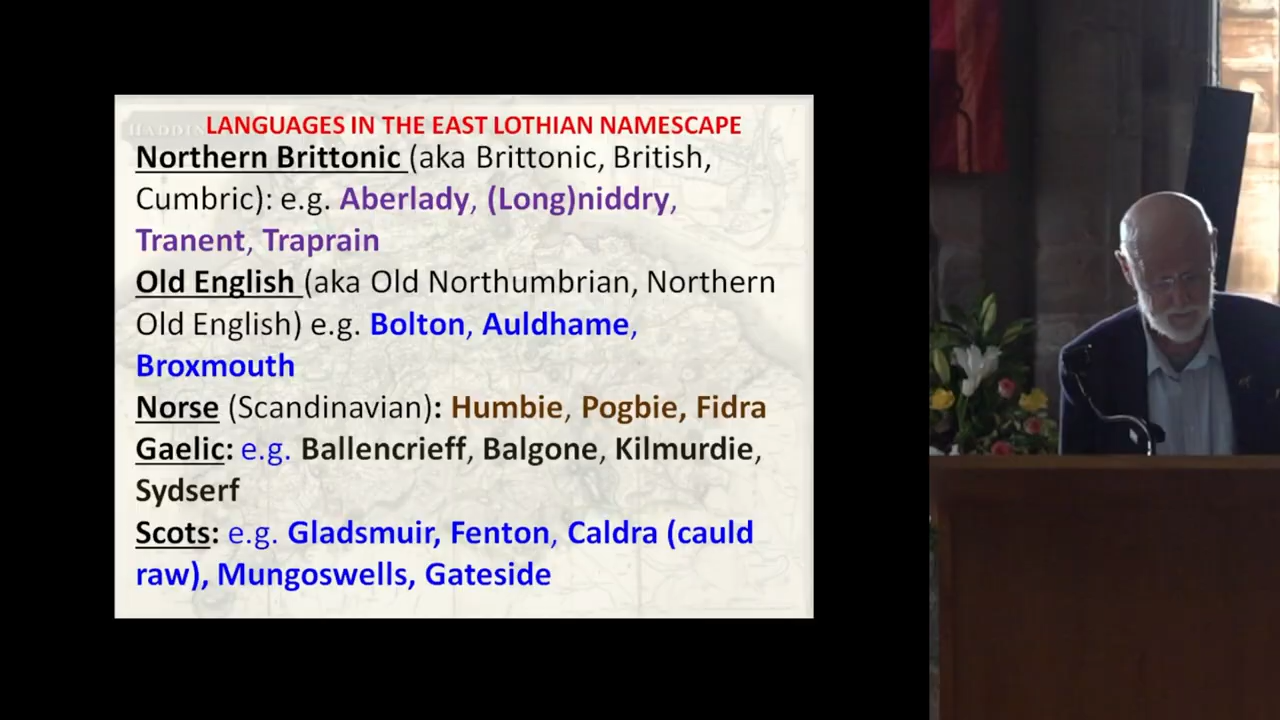 HADDIN
LANGUAGES IN THE EAST LOTHIAN NAMESCAPE
Northern Brittonic (aka Brittonic, British,
Cumbric): e.g. Aberlady, (Long)niddry,
Tranent, Traprain
Old English (aka Old Northumbrian, Northern
Old English) e.g. Bolton, Auldhame,
Broxmouth
Norse (Scandinavian): Humbie, Pogbie, Fidra
Gaelic: e.g. Ballencrieff, Balgone, Kilmurdie,
Sydserf
Scots: e.g. Gladsmuir, Fenton, Caldra (cauld
raw), Mungoswells, Gateside